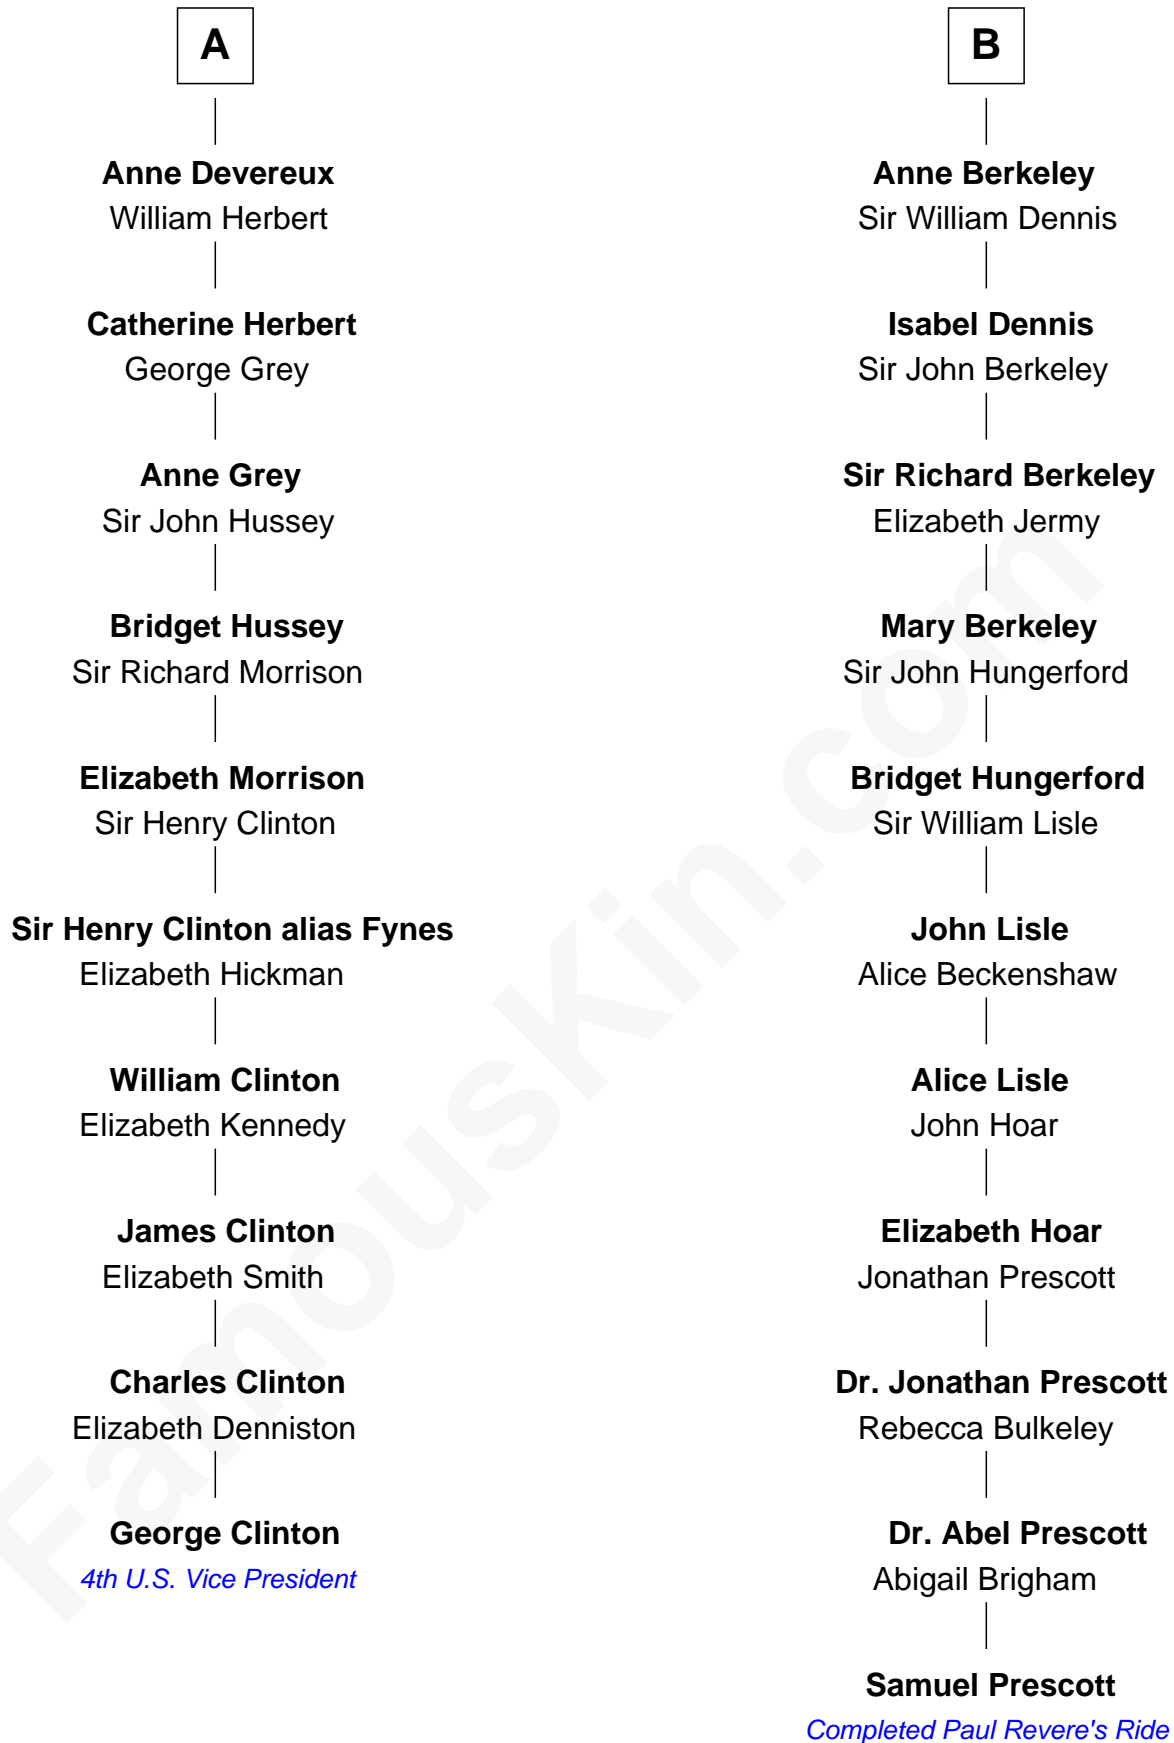 A
Anne Devereux
William Herbert
Catherine Herbert
George Grey
Anne Grey
Sir John Hussey
Bridget Hussey
Sir Richard Morrison
Elizabeth Morrison
Sir Henry Clinton
Sir Henry Clinton alias Fynes
Elizabeth Hickman
William Clinton
Elizabeth Kennedy
James Clinton
Elizabeth Smith
Charles Clinton
Elizabeth Denniston
George Clinton
4th U.S. Vice President
B
Anne Berkeley
Sir William Dennis
Isabel Dennis
Sir John Berkeley
Sir Richard Berkeley
Elizabeth Jermy
Mary Berkeley
Sir John Hungerford
Bridget Hungerford
Sir William Lisle
John Lisle
Alice Beckenshaw
Alice Lisle
John Hoar
Elizabeth Hoar
Jonathan Prescott
Dr. Jonathan Prescott
Rebecca Bulkeley
Dr. Abel Prescott
Abigail Brigham
Samuel Prescott
Completed Paul Revere's Ride
FamousKin.com